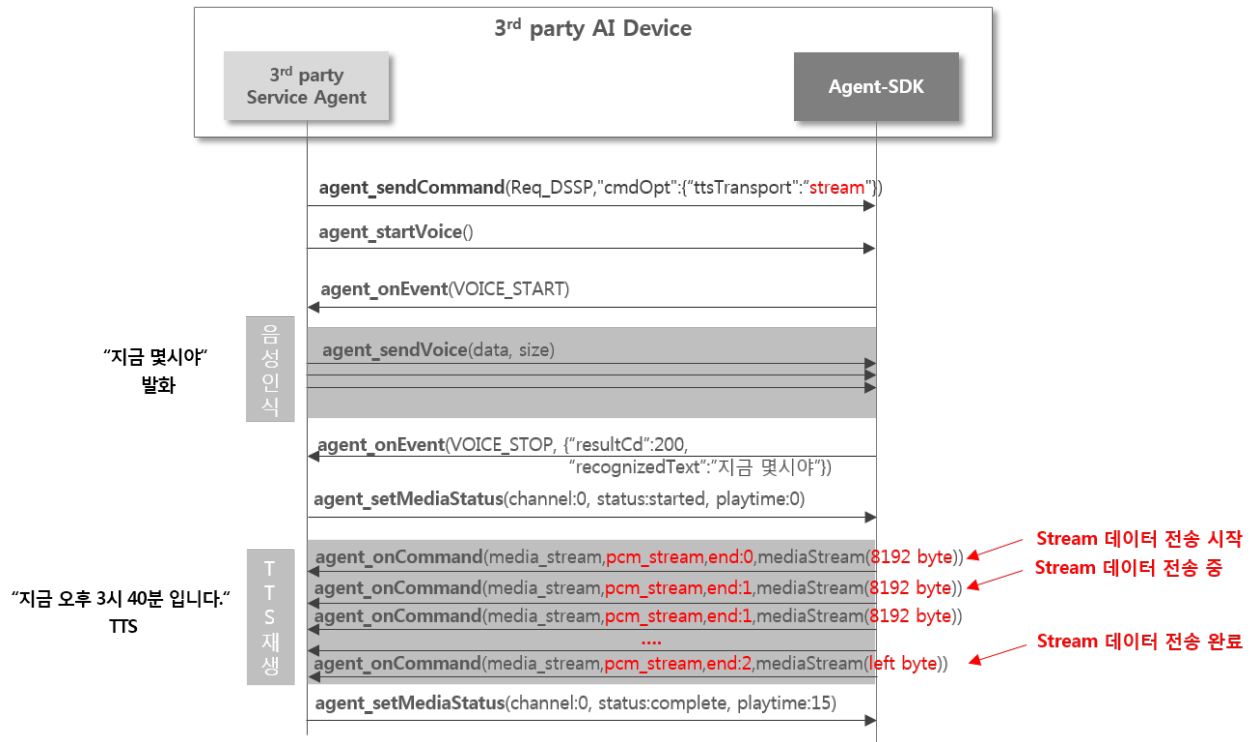 3rd party AI Device
3rd party
Service Agent
Agent-SDK
agent_sendCommand(Req_DSSP,"cmdOpt":{“ttsTransport":“stream"})
agent_startVoice()
agent_onEvent(VOICE_START)
음
성
인
식
“지금 몇시야“
발화
agent_sendVoice(data, size)
agent_onEvent(VOICE_STOP, {“resultCd”:200,
“recognizedText”:”지금 몇시야”})
agent_setMediaStatus(channel:0, status:started, playtime:0)
T
T
S
재
생
“지금 오후 3시 40분 입니다.“
TTS
agent_onCommand(media_stream,pcm_stream,end:0,mediaStream(8192 byte))
Stream 데이터 전송 시작
agent_onCommand(media_stream,pcm_stream,end:1,mediaStream(8192 byte))
Stream 데이터 전송 중
agent_onCommand(media_stream,pcm_stream,end:1,mediaStream(8192 byte))
....
agent_onCommand(media_stream,pcm_stream,end:2,mediaStream(left byte))
Stream 데이터 전송 완료
agent_setMediaStatus(channel:0, status:complete, playtime:15)